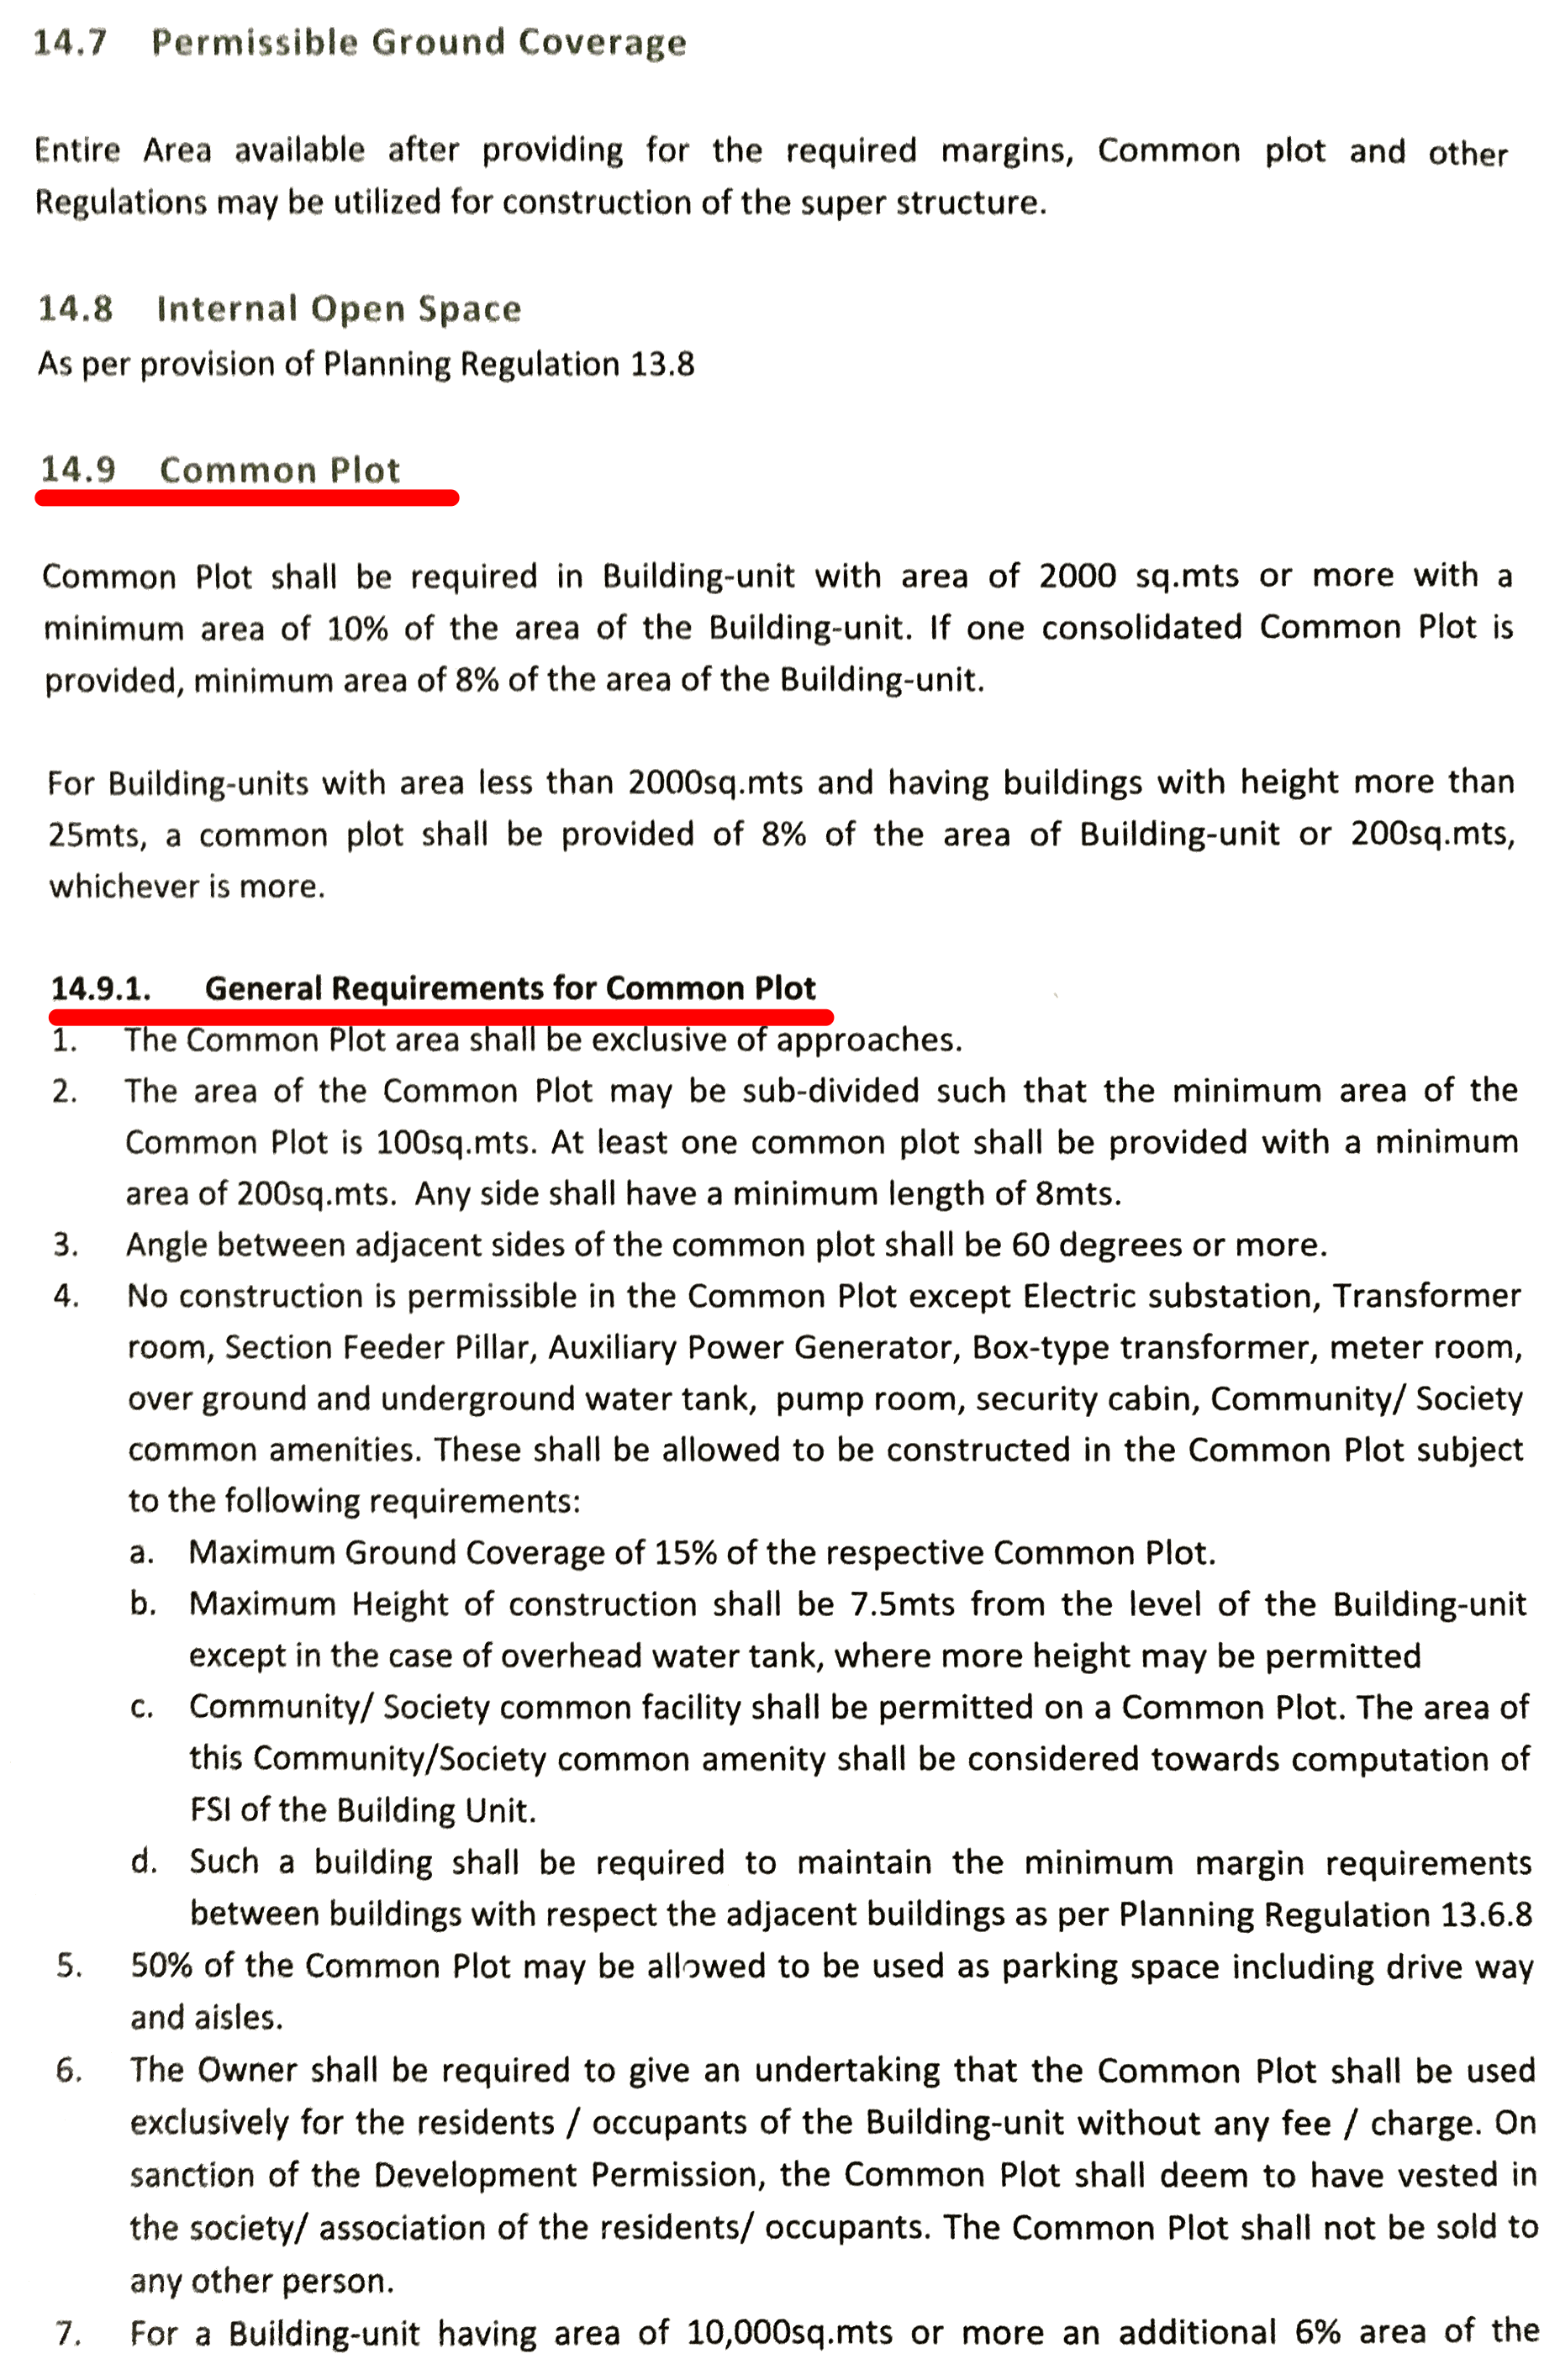 14.7 Permissible Ground Coverage
Entire Area available after providing for the required margins, Common plot and other
Regulations may be utilized for construction of the super structure.
14.8 Internal Open Space
As per provision of Planning Regulation 13.8
14.9 Common Plot
Common Plot shall be required in Building-unit with area of 2000 sq.mts or more with a
minimum area of 10% of the area of the Building-unit. If one consolidated Common Plot is
provided, minimum area of 8% of the area of the Building-unit.
For Building-units with area less than 2000sq.mts and having buildings with height more than
25mts, a common plot shall be provided of 8% of the area of Building-unit or 200sq.mts,
whichever is more.
14.9.1. General Requirements for Common Plot
1. The Common Plot area shall be exclusive of approaches.
2. The area of the Common Plot may be sub-divided such that the minimum area of the
Common Plot is 100sq.mts. At least one common plot shall be provided with a minimum
area of 200sq.mts. Any side shall have a minimum length of 8mts.
3. Angle between adjacent sides of the common plot shall be 60 degrees or more.
4. No construction is permissible in the Common Plot except Electric substation, Transformer
room, Section Feeder Pillar, Auxiliary Power Generator, Box-type transformer, meter room,
over ground and underground water tank, pump room, security cabin, Community/ Society
common amenities. These shall be allowed to be constructed in the Common Plot subject
to the following requirements:
a. Maximum Ground Coverage of 15% of the respective Common Plot.
b. Maximum Height of construction shall be 7.5mts from the level of the Building-unit
except in the case of overhead water tank, where more height may be permitted
c. Community/ Society common facility shall be permitted on a Common Plot. The area of
this Community/Society common amenity shall be considered towards computation of
FSI of the Building Unit.
d. Such a building shall be required to maintain the minimum margin requirements
between buildings with respect the adjacent buildings as per Planning Regulation 13.6.8
5. 50% of the Common Plot may be allowed to be used as parking space including drive way
and aisles.
6. The Owner shall be required to give an undertaking that the Common Plot shall be used
exclusively for the residents / occupants of the Building-unit without any fee / charge. On
sanction of the Development Permission, the Common Plot shall deem to have vested in
the society/ association of the residents/ occupants. The Common Plot shall not be sold to
any other person.
7. For a Building-unit having area of 10,000sq.mts or more an additional 6% area of the